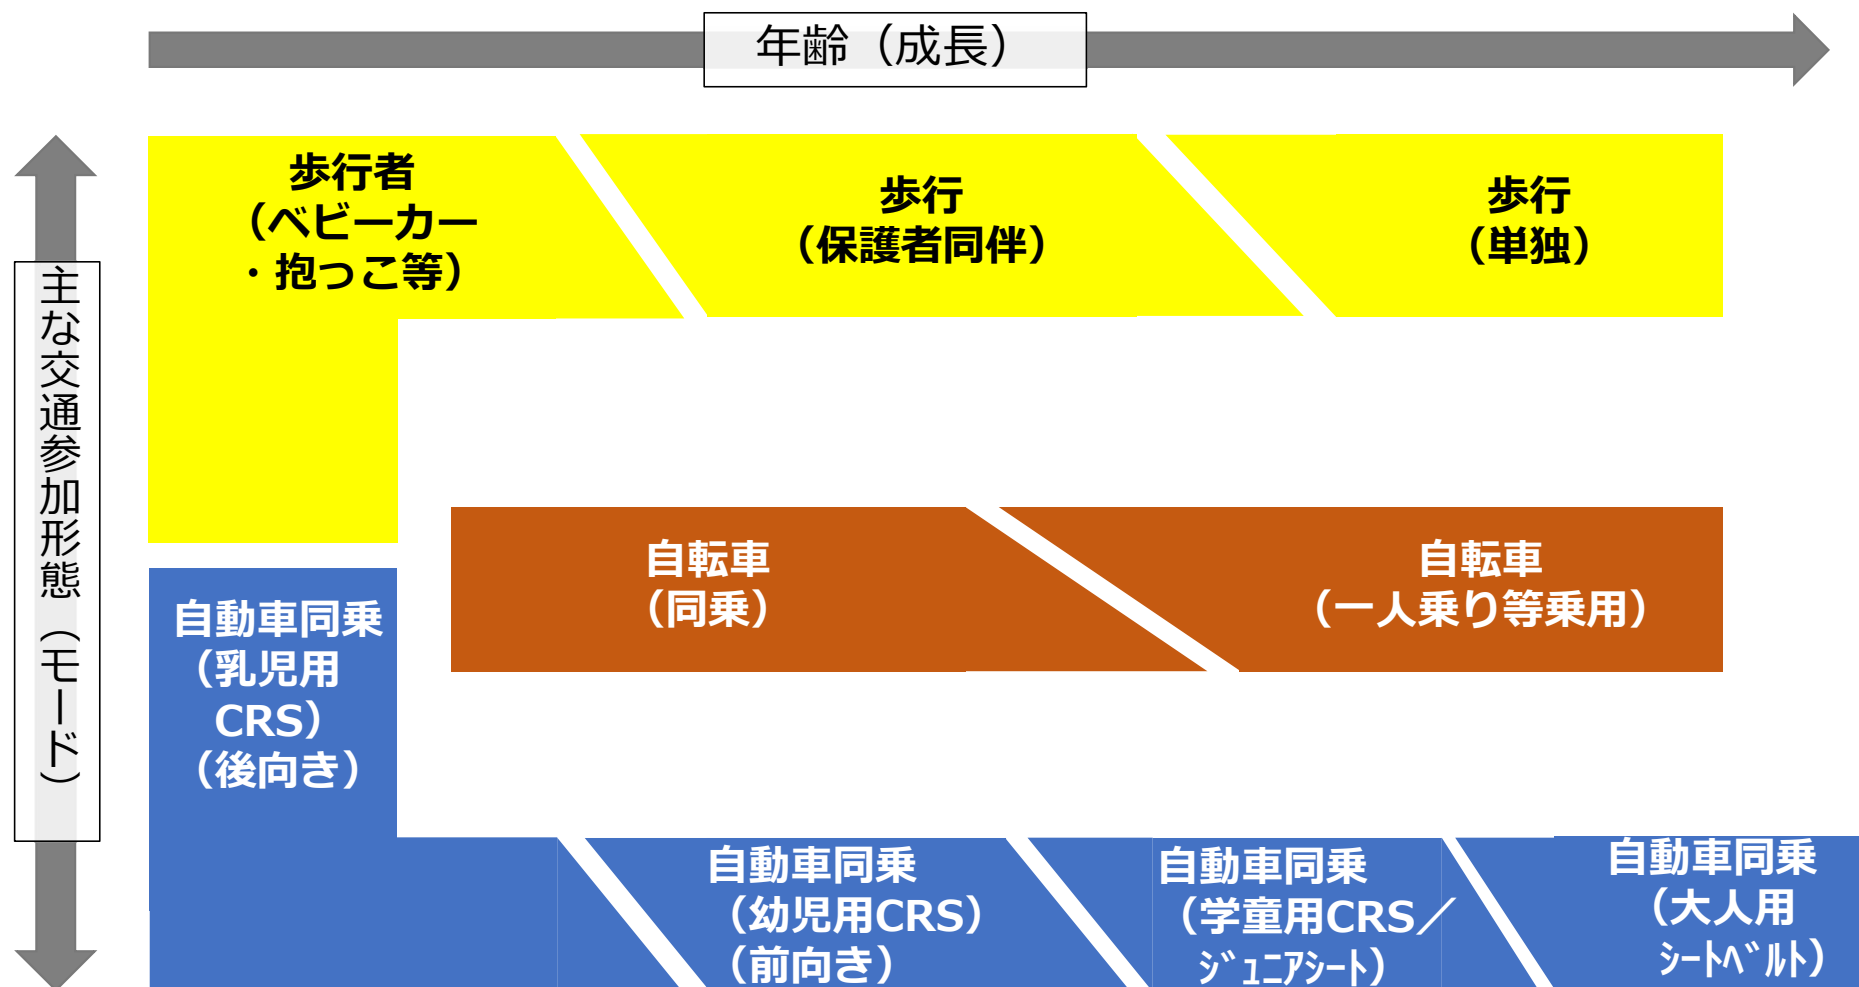 年齢（成長）
主な交通参加形態（モード）
歩行者
（ベビーカー
・抱っこ等）
歩行
（保護者同伴）
歩行
（単独）
自転車
（同乗）
自転車
（一人乗り等乗用）
自動車同乗
（乳児用
CRS）
（後向き）
自動車同乗
（幼児用CRS）
（前向き）
自動車同乗
（学童用CRS／
ｼﾞｭﾆｱｼｰﾄ）
自動車同乗
（大人用
ｼｰﾄﾍﾞﾙﾄ）